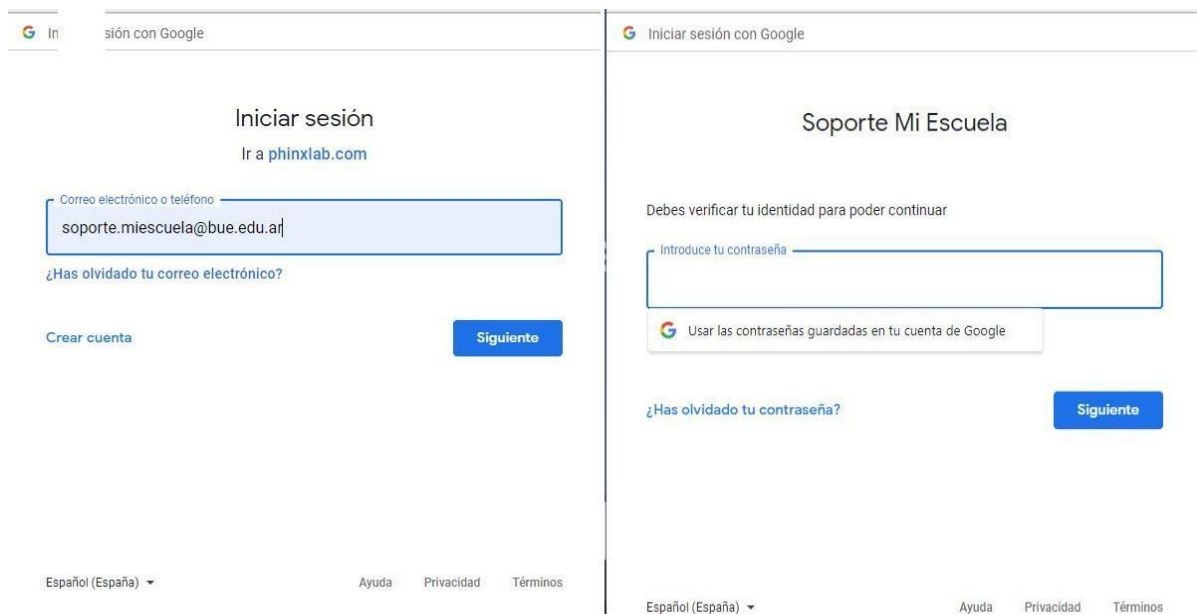 In sión con Google
Iniciar sesión
Ir a phinxlab.com
Correo electrónico o teléfono
soporte.miescuela@bue.edu.ar
¿Has olvidado tu correo electrónico?
Crear cuenta
Siguiente
Español (España)
Ayuda Privacidad Términos
Iniciar sesión con Google
Soporte Mi Escuela
Debes verificar tu identidad para poder continuar
Introduce tu contraseña
Usar las contraseñas guardadas en tu cuenta de Google
¿Has olvidado tu contraseña?
Siguiente
Español (España)
Ayuda Privacidad Términos